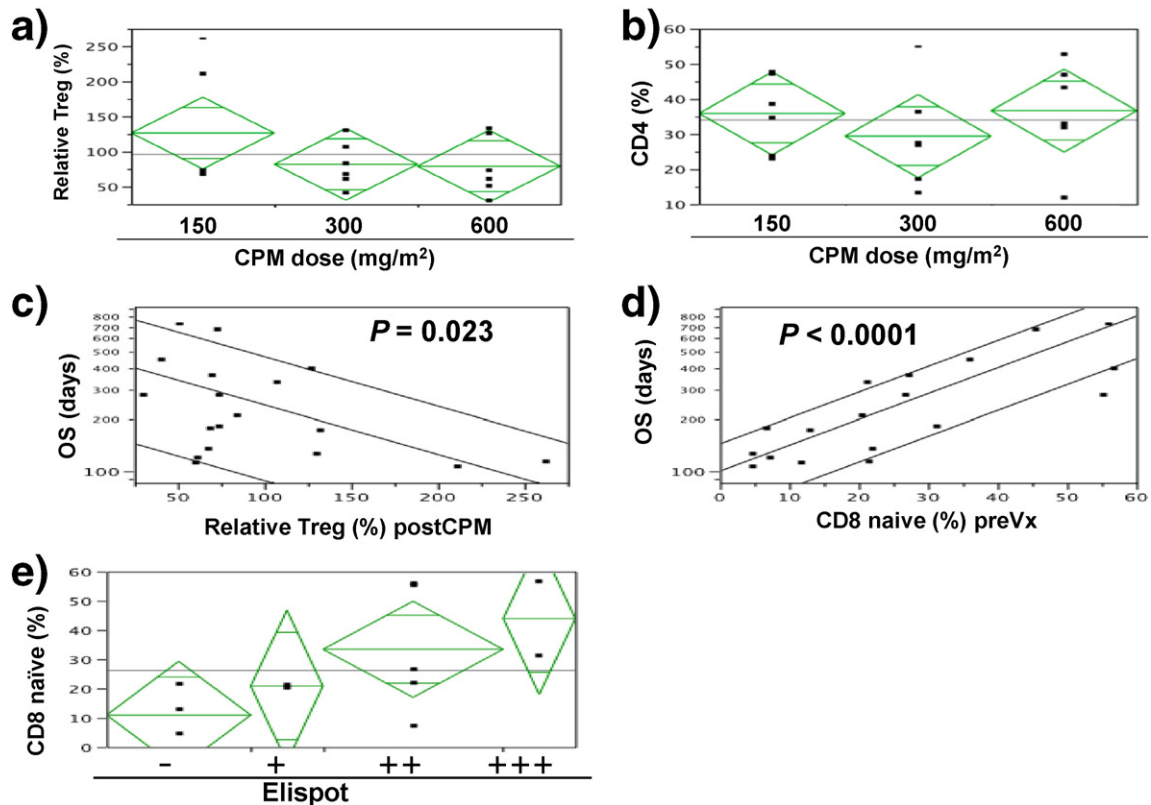 a)
Relative Treg (%)
250
200
150
100
50
150 300 600
CPM dose (mg/m²)
b)
CD4 (%)
60
50
40
30
20
10
150 300 600
CPM dose (mg/m²)
c)
P = 0.023
OS (days)
800
700
500
400
300
200
100
50 100 150 200 250
Relative Treg (%) postCPM
d)
P < 0.0001
OS (days)
800
700
500
400
300
200
100
0 10 20 30 40 50 60
CD8 naive (%) preVx
e)
CD8 naïve (%)
60
50
40
30
20
10
0
- + ++ +++
Elispot